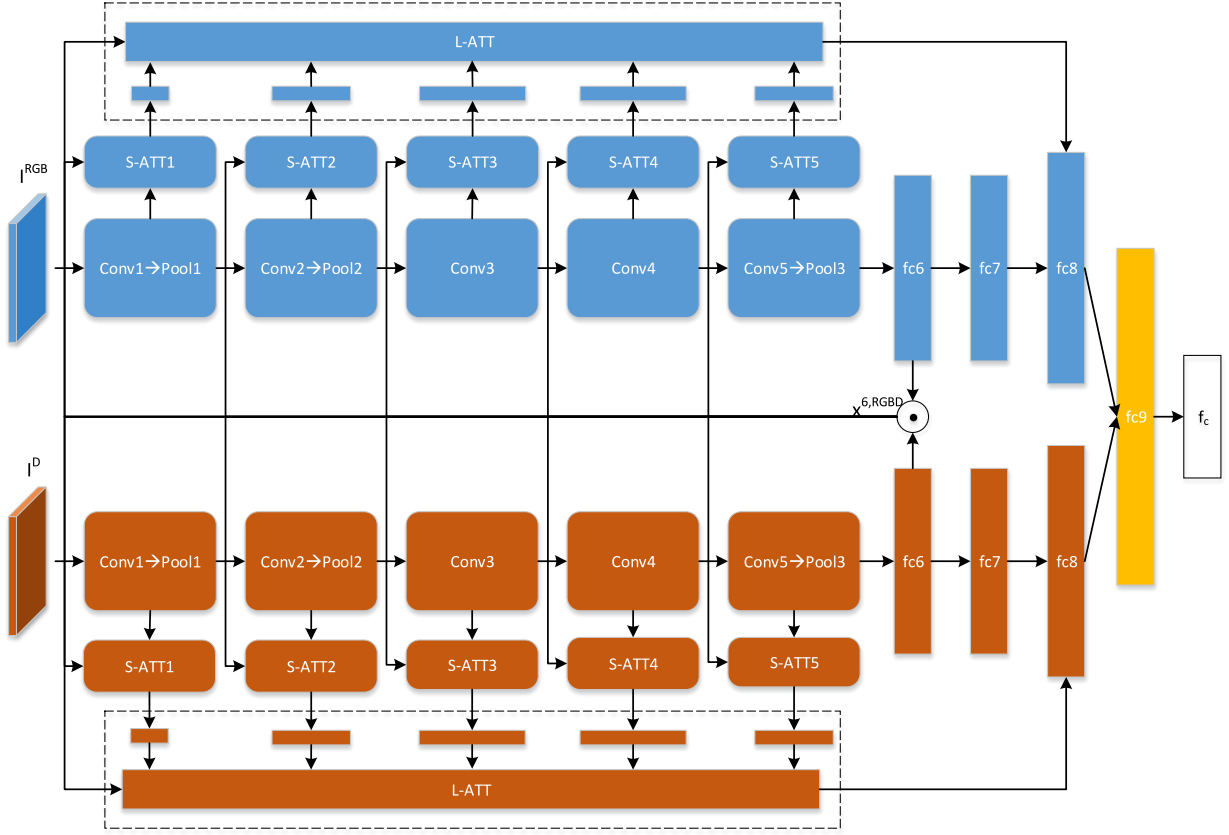 L-ATT
S-ATT1 S-ATT2 S-ATT3 S-ATT4 S-ATT5
I^RGB
Conv1→Pool1 Conv2→Pool2 Conv3 Conv4 Conv5→Pool3 fc6 fc7 fc8
x^6,RGBD
fc9 f_c
I^D
Conv1→Pool1 Conv2→Pool2 Conv3 Conv4 Conv5→Pool3 fc6 fc7 fc8
S-ATT1 S-ATT2 S-ATT3 S-ATT4 S-ATT5
L-ATT